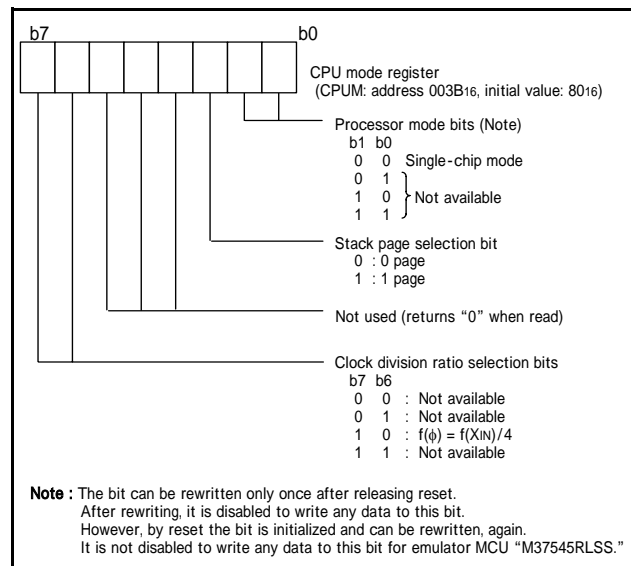 b7 b0
CPU mode register
(CPUM: address 003B16, initial value: 8016)
Processor mode bits (Note)
b1 b0
0 0 Single-chip mode
0 1
1 0 Not available
1 1
Stack page selection bit
0 : 0 page
1 : 1 page
Not used (returns “0” when read)
Clock division ratio selection bits
b7 b6
0 0 : Not available
0 1 : Not available
1 0 : f(ϕ) = f(XIN)/4
1 1 : Not available
Note : The bit can be rewritten only once after releasing reset.
After rewriting, it is disabled to write any data to this bit.
However, by reset the bit is initialized and can be rewritten, again.
It is not disabled to write any data to this bit for emulator MCU “M37545RLSS.”